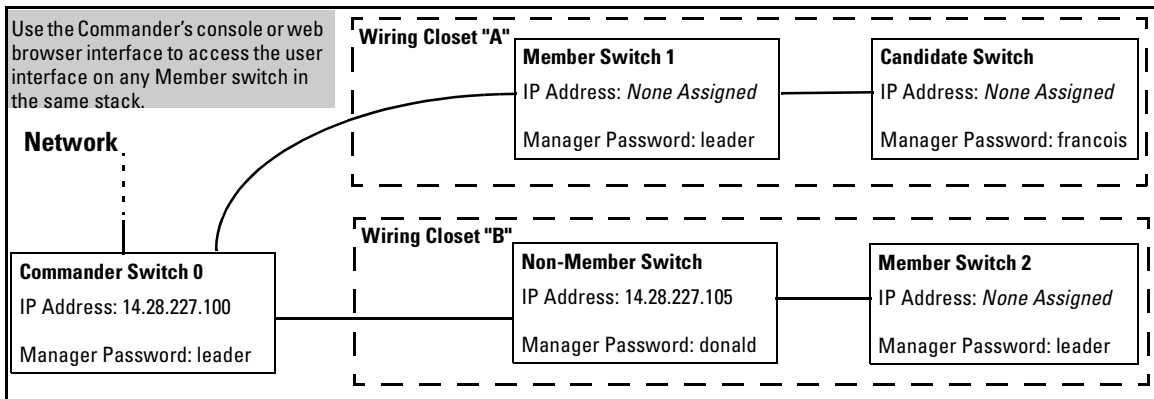 Use the Commander's console or web
browser interface to access the user
interface on any Member switch in
the same stack.
Network
Wiring Closet "A"
Member Switch 1
IP Address: None Assigned
Manager Password: leader
Candidate Switch
IP Address: None Assigned
Manager Password: francois
Commander Switch 0
IP Address: 14.28.227.100
Manager Password: leader
Wiring Closet "B"
Non-Member Switch
IP Address: 14.28.227.105
Manager Password: donald
Member Switch 2
IP Address: None Assigned
Manager Password: leader